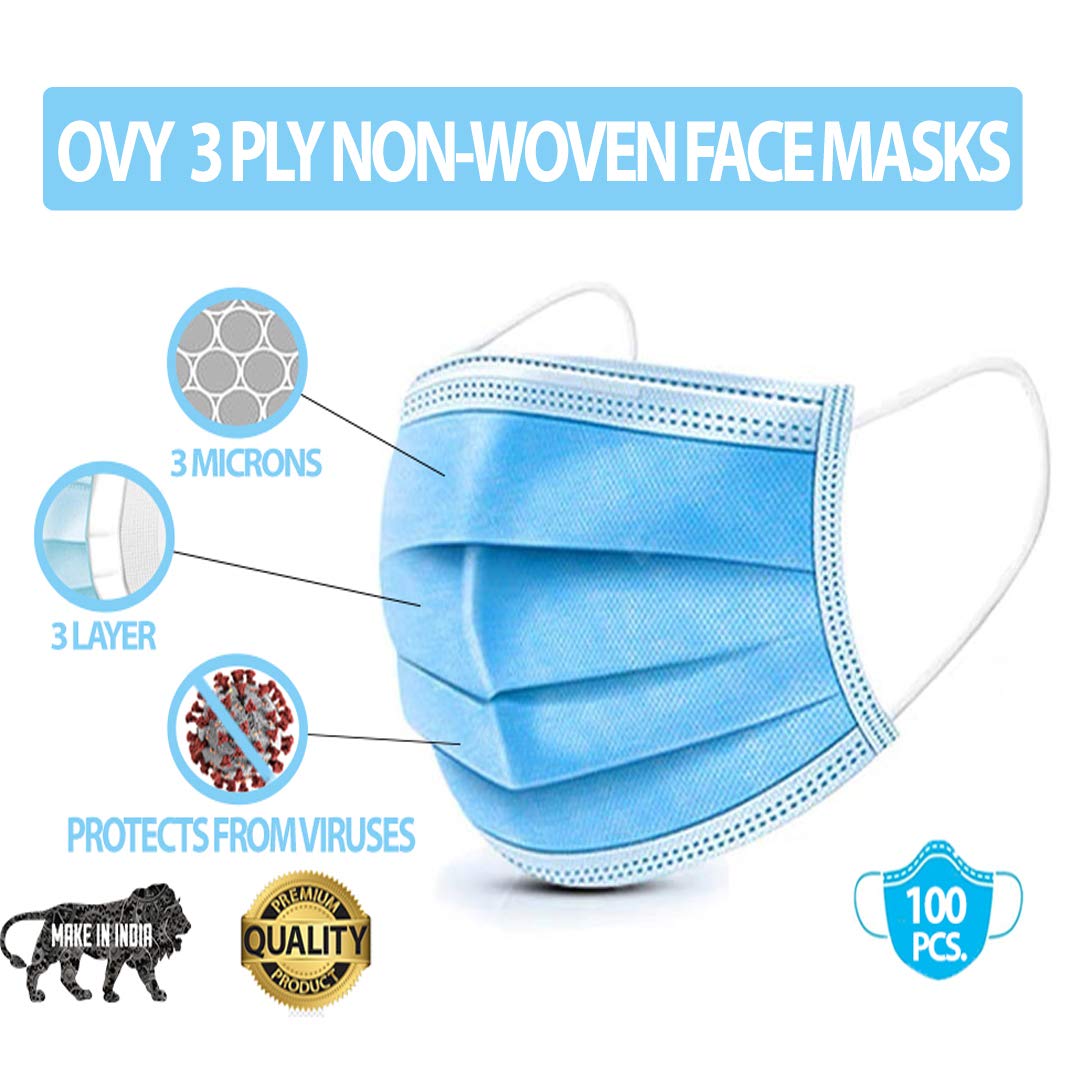 OVY 3 PLY NON-WOVEN FACE MASKS
3 MICRONS
3 LAYER
PROTECTS FROM VIRUSES
MAKE IN INDIA
PREMIUM
QUALITY
PRODUCT
100
PCS.